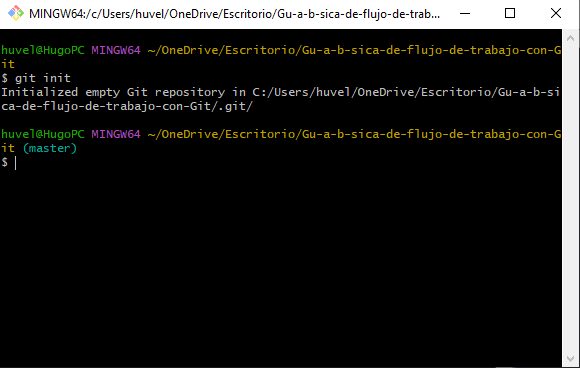 MINGW64:/c/Users/huvel/OneDrive/Escritorio/Gu-a-b-sica-de-flujo-de-trab...
huvel@HugoPC MINGW64 ~/OneDrive/Escritorio/Gu-a-b-sica-de-flujo-de-trabajo-con-G
it
$ git init
Initialized empty Git repository in C:/Users/huvel/OneDrive/Escritorio/Gu-a-b-si
ca-de-flujo-de-trabajo-con-Git/.git/
huvel@HugoPC MINGW64 ~/OneDrive/Escritorio/Gu-a-b-sica-de-flujo-de-trabajo-con-G
it (master)
$